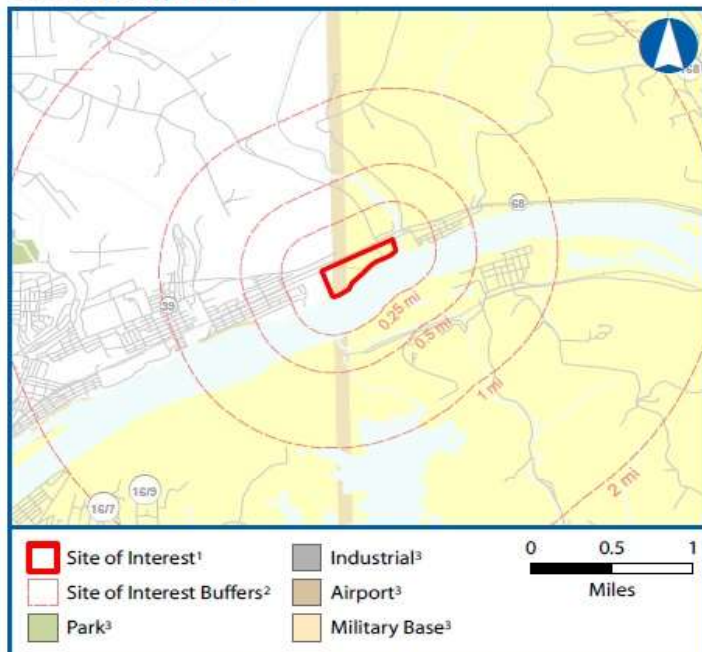 168
68
39
0.25 mi
0.5 mi
1 mi
2 mi
16/9
16/7
Site of Interest¹
Site of Interest Buffers²
Park³
Industrial³
Airport³
Military Base³
0 0.5 1
Miles